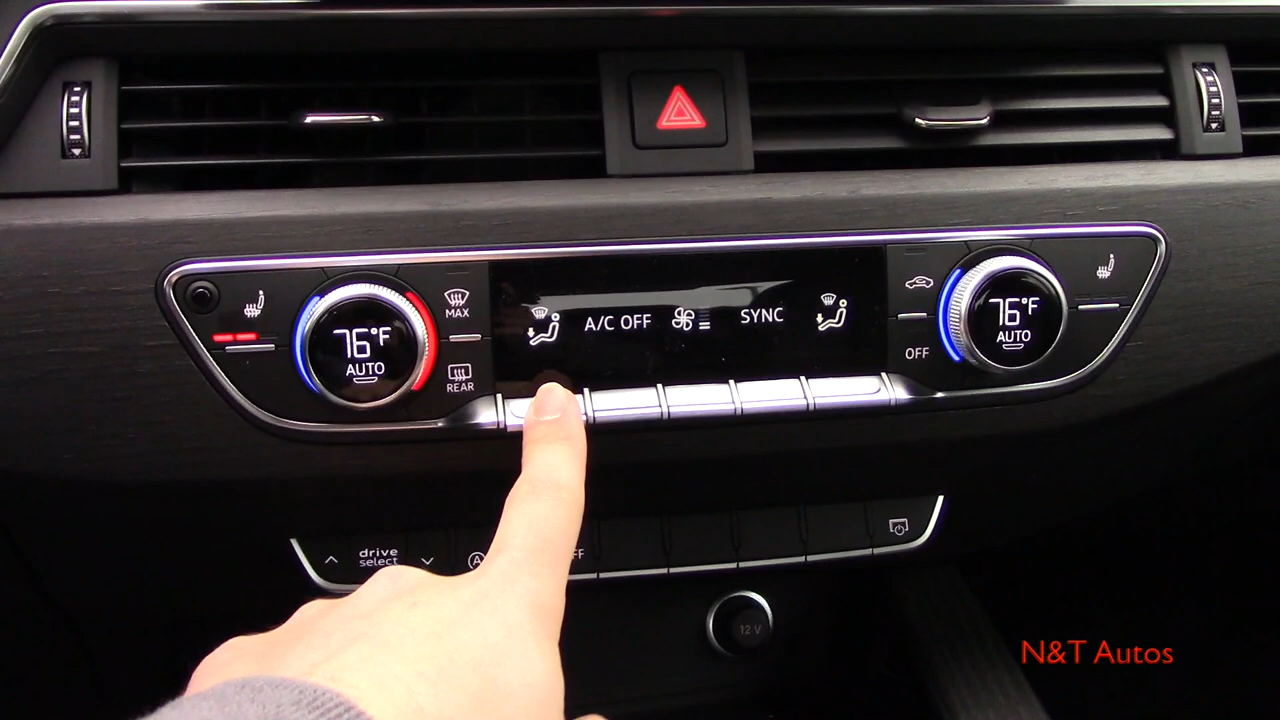 76°F
AUTO
MAX
REAR
A/C OFF
SYNC
OFF
76°F
AUTO
drive
select
A
12 V
N&T Autos